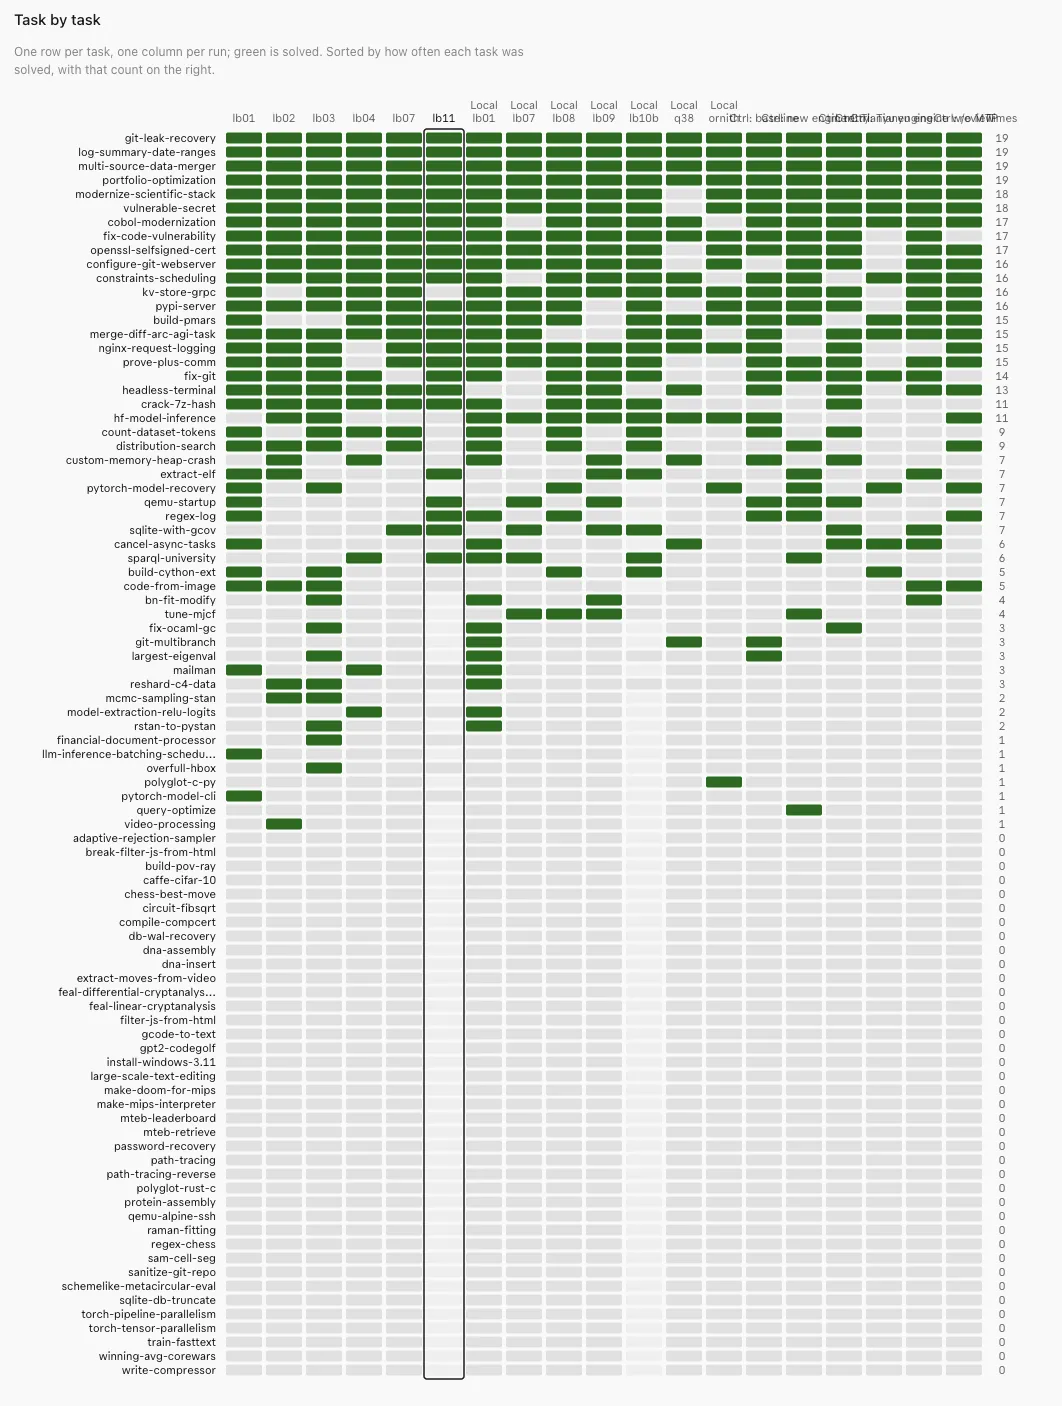 Task by task
One row per task, one column per run; green is solved. Sorted by how often each task was
solved, with that count on the right.
lb01 lb02 lb03 lb04 lb07 lb11 Local lb01 Local lb07 Local lb08 Local lb09 Local lb10b Local q38 Local
git-leak-recovery 19
log-summary-date-ranges 19
multi-source-data-merger 19
portfolio-optimization 19
modernize-scientific-stack 18
vulnerable-secret 18
cobol-modernization 17
fix-code-vulnerability 17
openssl-selfsigned-cert 17
configure-git-webserver 16
constraints-scheduling 16
kv-store-grpc 16
pypi-server 16
build-pmars 15
merge-diff-arc-agi-task 15
nginx-request-logging 15
prove-plus-comm 15
fix-git 14
headless-terminal 13
crack-7z-hash 11
hf-model-inference 11
count-dataset-tokens 9
distribution-search 9
custom-memory-heap-crash 7
extract-elf 7
pytorch-model-recovery 7
qemu-startup 7
regex-log 7
sqlite-with-gcov 7
cancel-async-tasks 6
sparql-university 6
build-cython-ext 5
code-from-image 5
bn-fit-modify 4
tune-mjcf 4
fix-ocaml-gc 3
git-multibranch 3
largest-eigenval 3
mailman 3
reshard-c4-data 3
mcmc-sampling-stan 2
model-extraction-relu-logits 2
rstan-to-pystan 2
financial-document-processor 1
llm-inference-batching-schedu... 1
overfull-hbox 1
polyglot-c-py 1
pytorch-model-cli 1
query-optimize 1
video-processing 1
adaptive-rejection-sampler 0
break-filter-js-from-html 0
build-pov-ray 0
caffe-cifar-10 0
chess-best-move 0
circuit-fibsqrt 0
compile-compcert 0
db-wal-recovery 0
dna-assembly 0
dna-insert 0
extract-moves-from-video 0
feal-differential-cryptanalys... 0
feal-linear-cryptanalysis 0
filter-js-from-html 0
gcode-to-text 0
gpt2-codegolf 0
install-windows-3.11 0
large-scale-text-editing 0
make-doom-for-mips 0
make-mips-interpreter 0
mteb-leaderboard 0
mteb-retrieve 0
password-recovery 0
path-tracing 0
path-tracing-reverse 0
polyglot-rust-c 0
protein-assembly 0
qemu-alpine-ssh 0
raman-fitting 0
regex-chess 0
sam-cell-seg 0
sanitize-git-repo 0
schemelike-metacircular-eval 0
sqlite-db-truncate 0
torch-pipeline-parallelism 0
torch-tensor-parallelism 0
train-fasttext 0
winning-avg-corewars 0
write-compressor 0